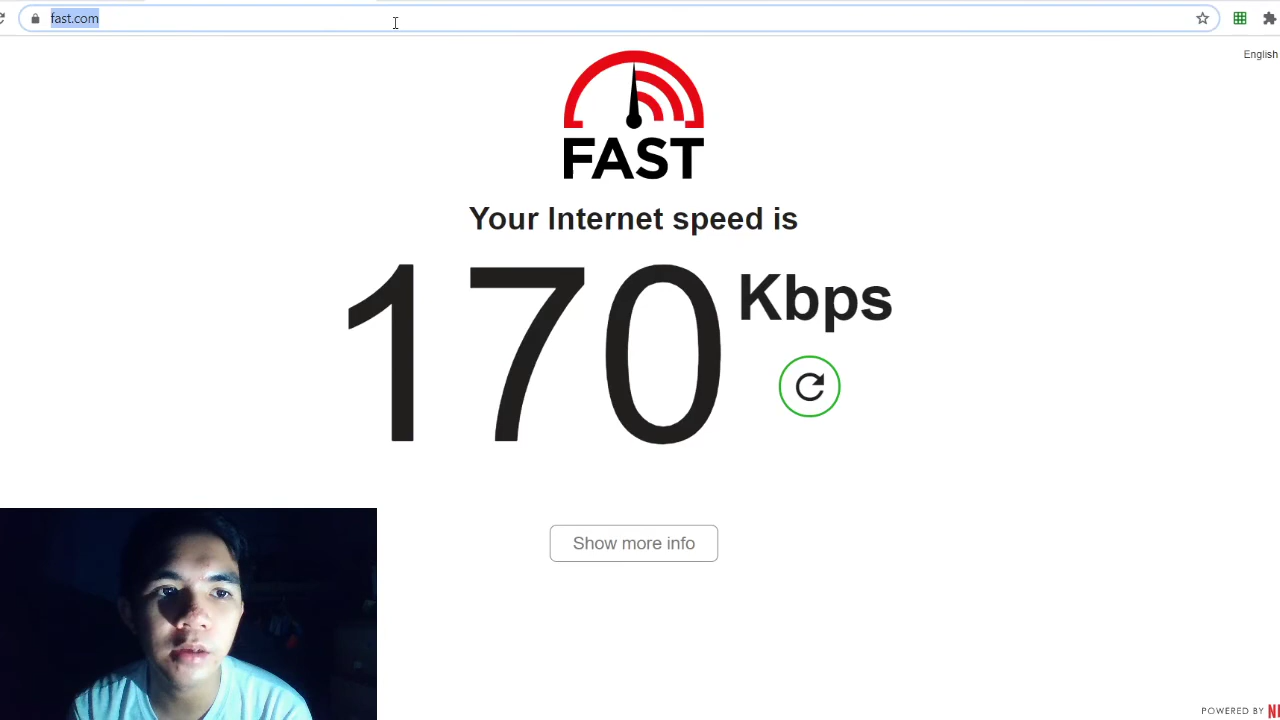 fast.com
English
FAST
Your Internet speed is
170 Kbps
Show more info
POWERED BY